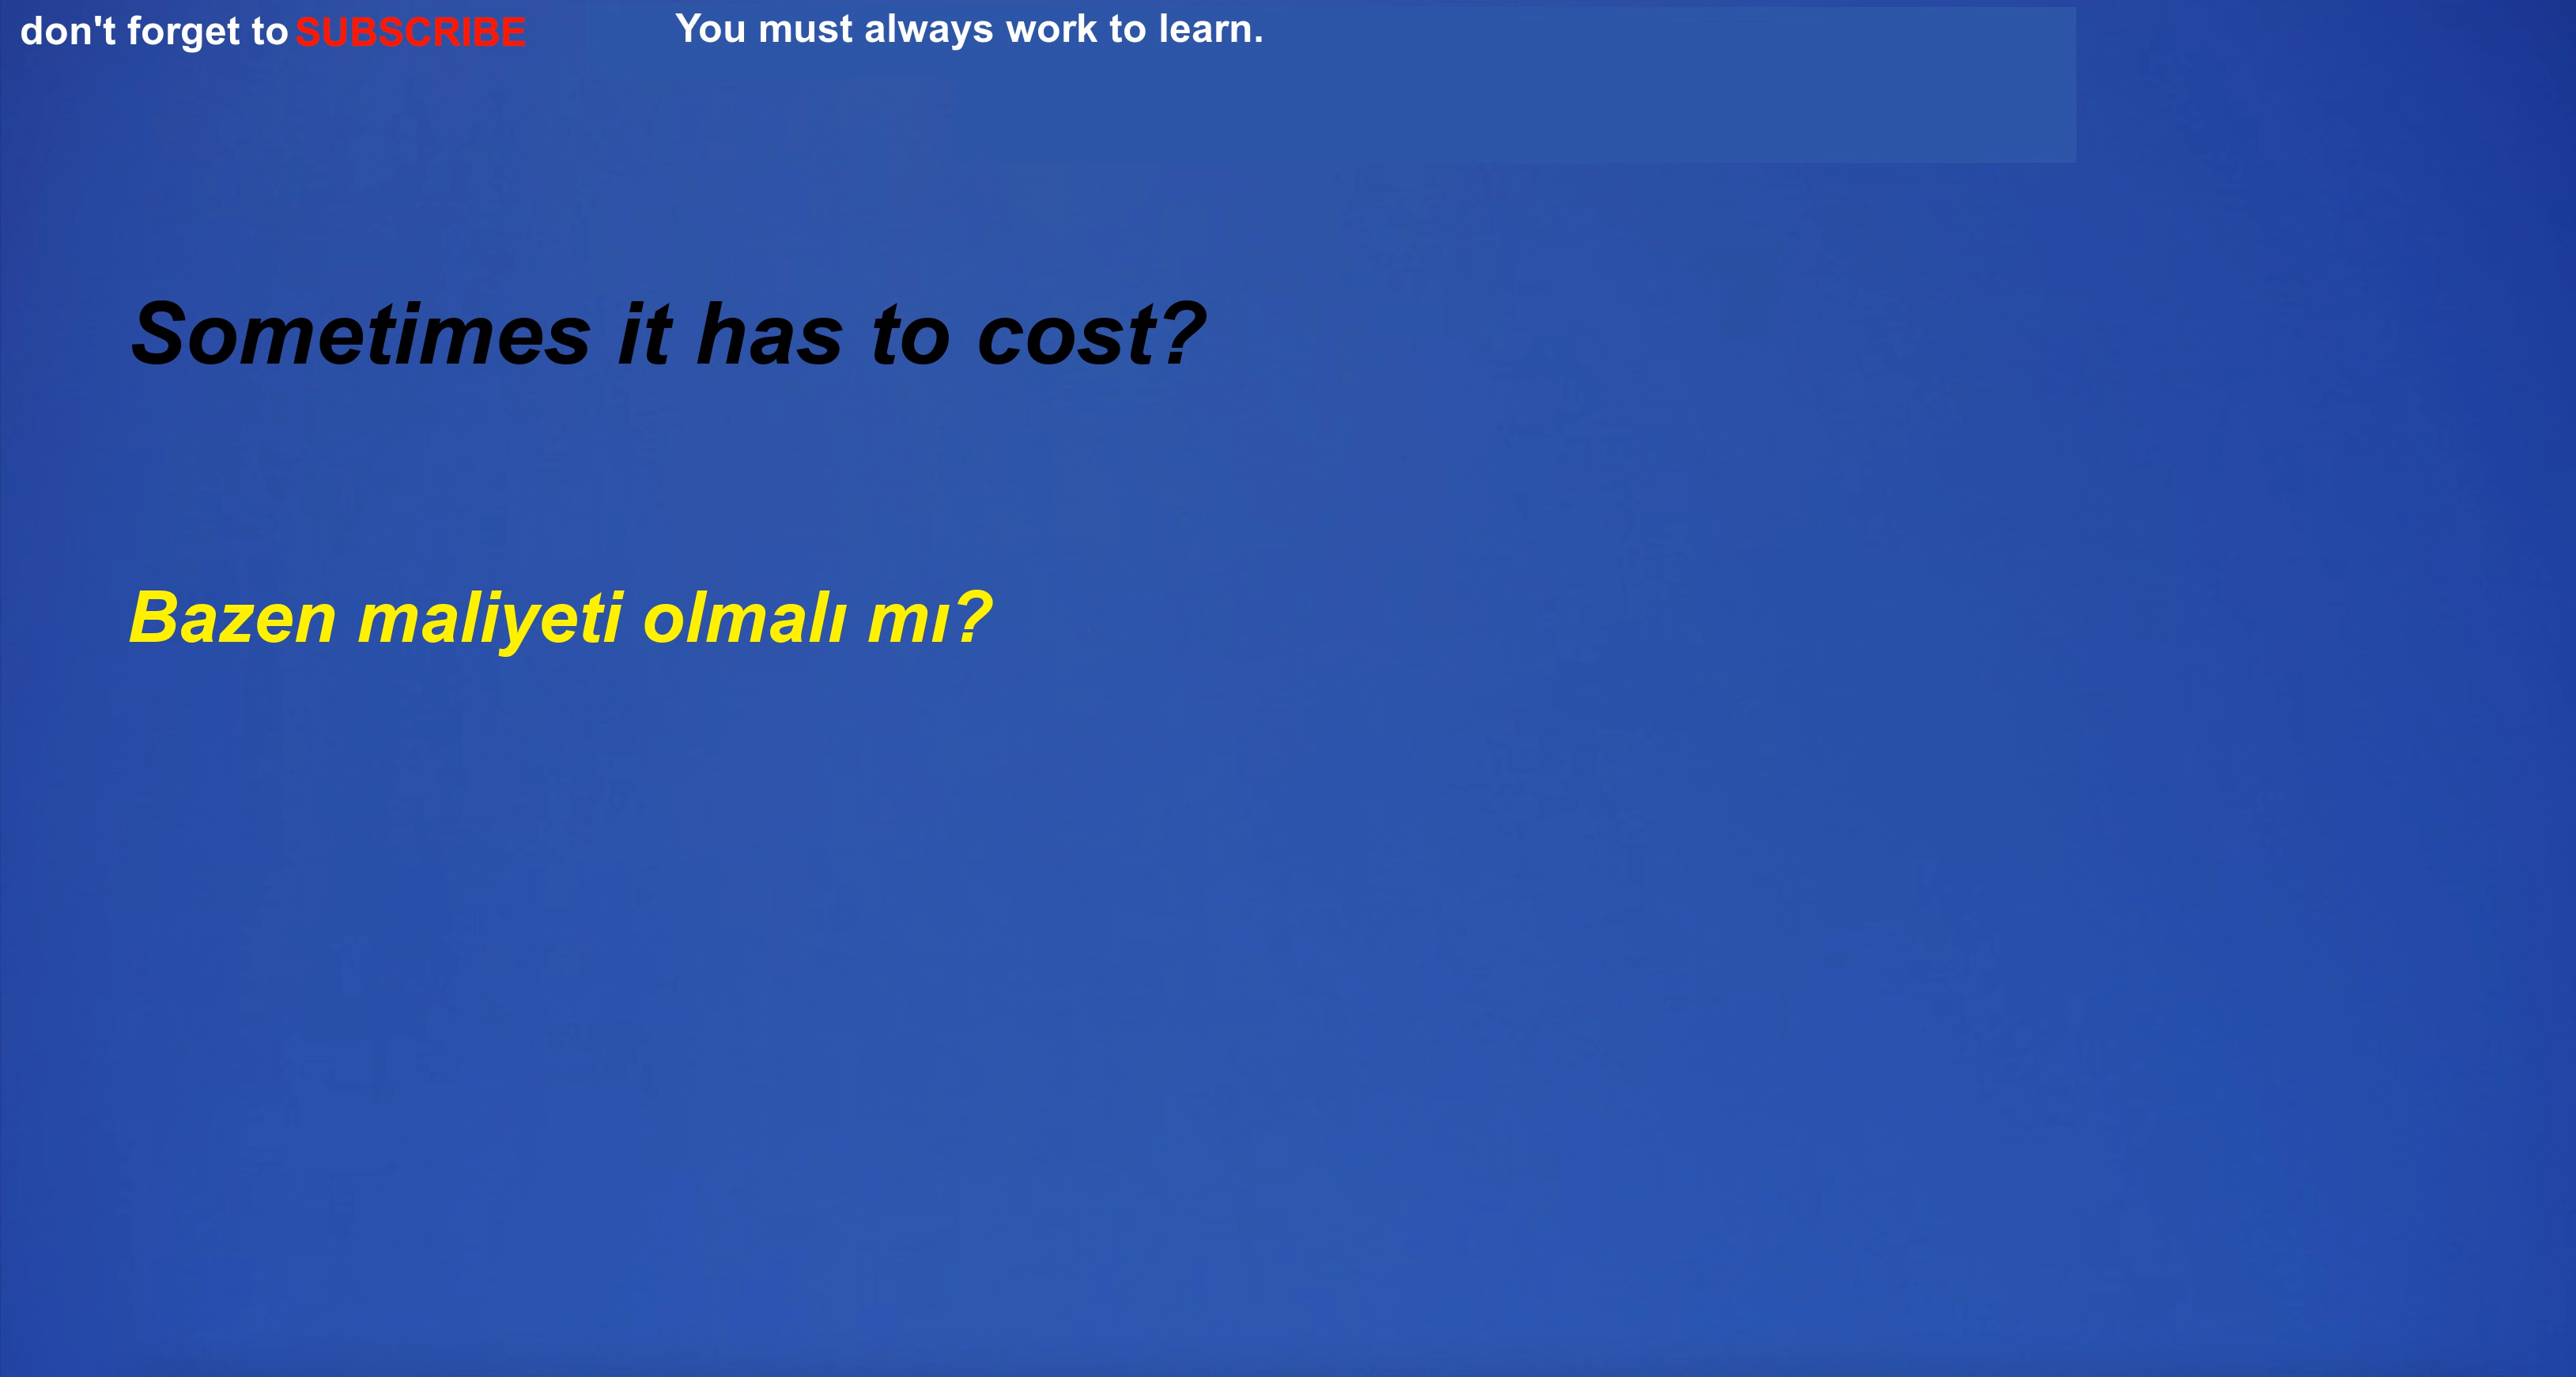 don't forget to SUBSCRIBE
You must always work to learn.
Sometimes it has to cost?
Bazen maliyeti olmalı mı?